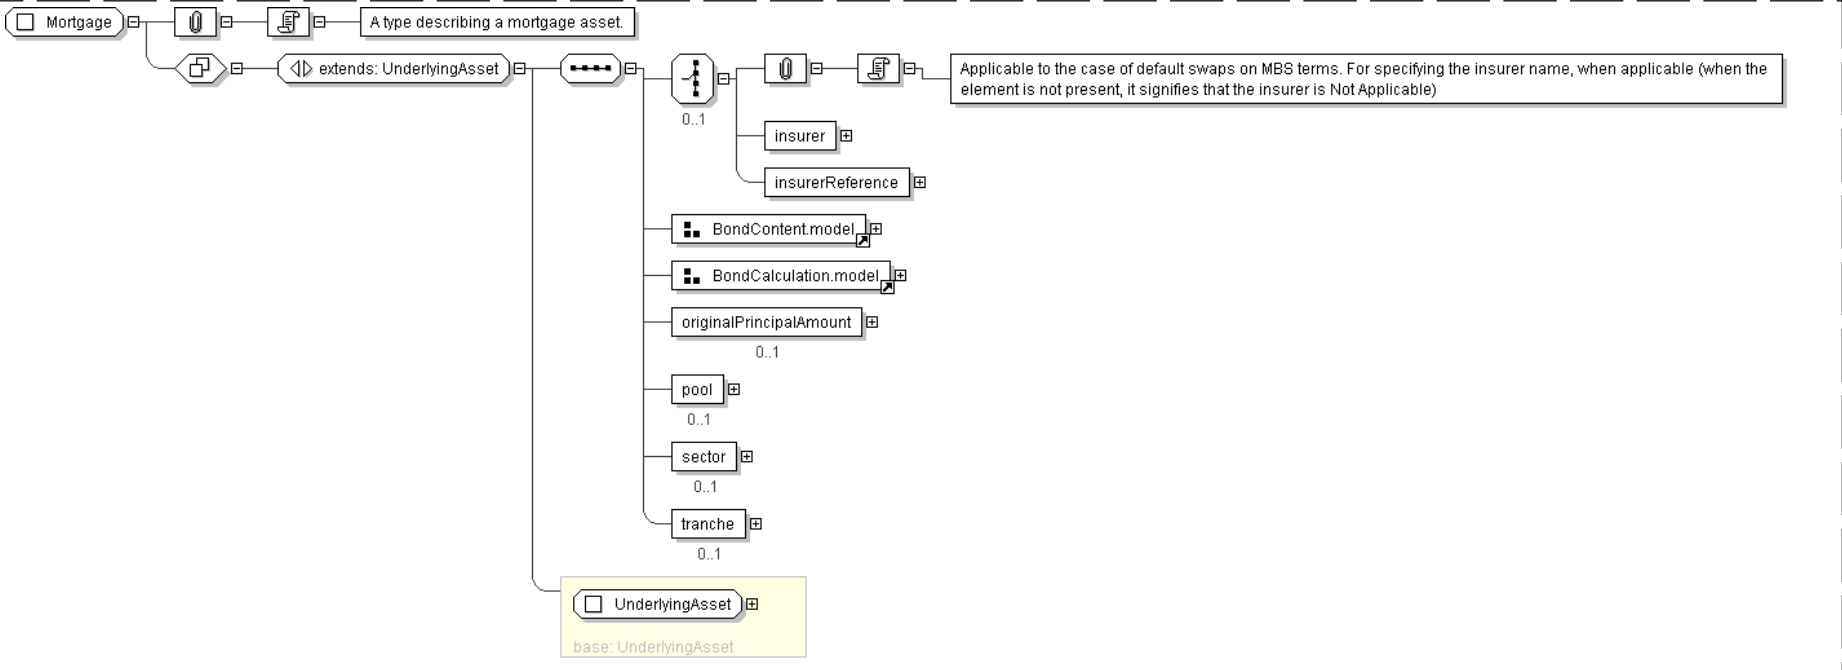 Mortgage
A type describing a mortgage asset.
extends: UnderlyingAsset
Applicable to the case of default swaps on MBS terms. For specifying the insurer name, when applicable (when the
element is not present, it signifies that the insurer is Not Applicable)
0..1
insurer
insurerReference
BondContent.model
BondCalculation.model
originalPrincipalAmount
0..1
pool
0..1
sector
0..1
tranche
0..1
UnderlyingAsset
base: UnderlyingAsset